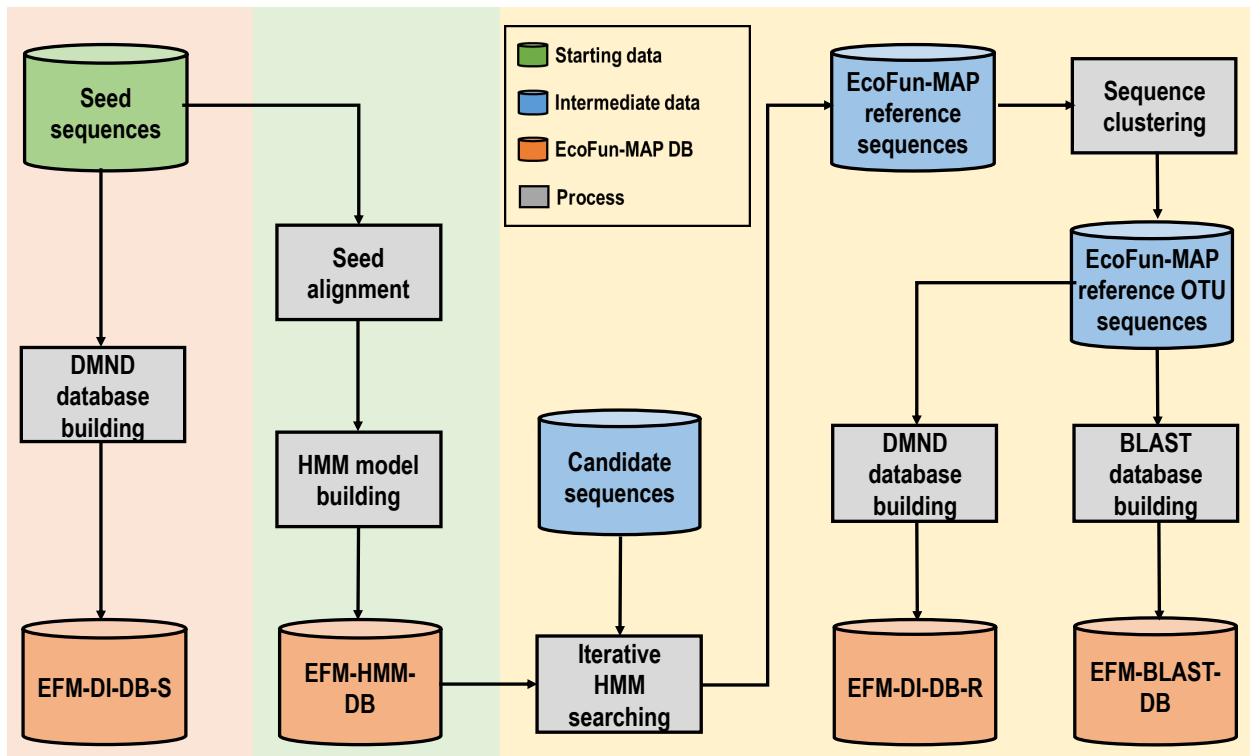 Seed
sequences
DMND
database
building
EFM-DI-DB-S
Seed
alignment
HMM model
building
EFM-HMM-
DB
Starting data
Intermediate data
EcoFun-MAP DB
Process
Candidate
sequences
Iterative
HMM
searching
EcoFun-MAP
reference
sequences
Sequence
clustering
EcoFun-MAP
reference OTU
sequences
DMND
database
building
BLAST
database
building
EFM-DI-DB-R
EFM-BLAST-
DB